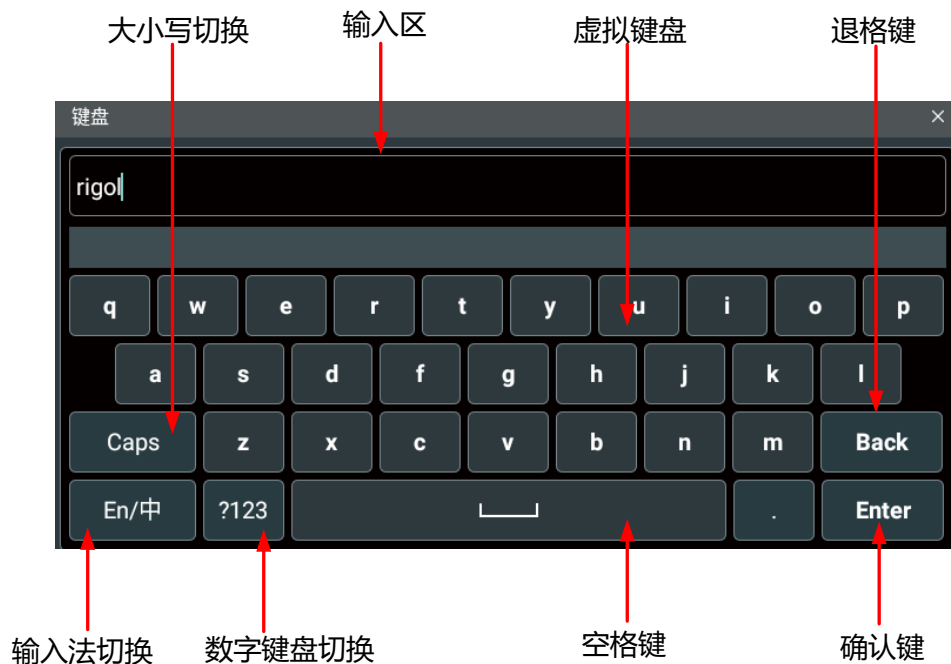 大小写切换 输入区 虚拟键盘 退格键
键盘 ×
rigol
q w e r t y u i o p
a s d f g h j k l
Caps z x c v b n m Back
En/中 ?123 . Enter
输入法切换 数字键盘切换 空格键 确认键